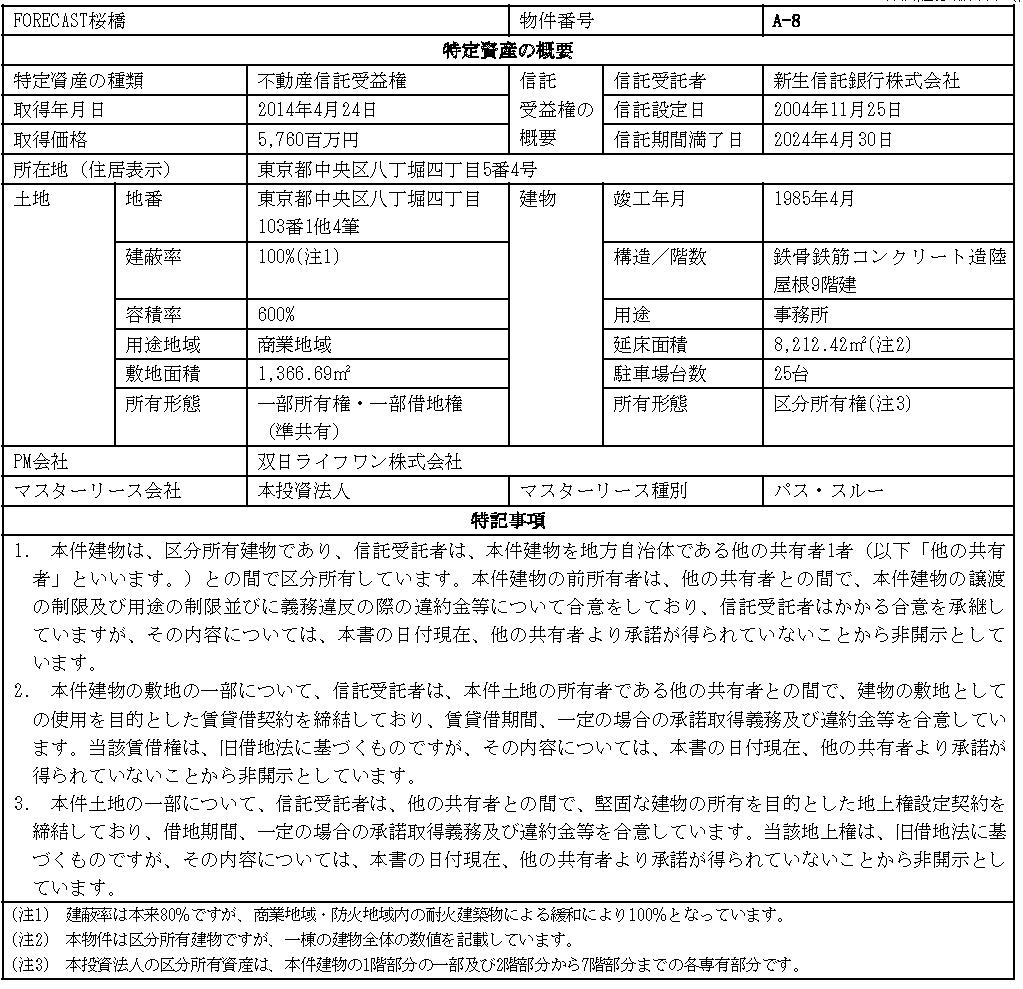 FORECAST桜橋 物件番号 A-8
特定資産の概要
特定資産の種類 不動産信託受益権 信託 信託受託者 新生信託銀行株式会社
取得年月日 2014年4月24日 受益権の 信託設定日 2004年11月25日
取得価格 5,760百万円 概要 信託期間満了日 2024年4月30日
所在地（住居表示） 東京都中央区八丁堀四丁目5番4号
土地 地番 東京都中央区八丁堀四丁目 建物 竣工年月 1985年4月
103番1他4筆
建蔽率 100%(注1) 構造／階数 鉄骨鉄筋コンクリート造陸
屋根9階建
容積率 600% 用途 事務所
用途地域 商業地域 延床面積 8,212.42㎡(注2)
敷地面積 1,366.69㎡ 駐車場台数 25台
所有形態 一部所有権・一部借地権 所有形態 区分所有権(注3)
（準共有）
PM会社 双日ライフワン株式会社
マスターリース会社 本投資法人 マスターリース種別 パス・スルー
特記事項
1. 本件建物は、区分所有建物であり、信託受託者は、本件建物を地方自治体である他の共有者1者（以下「他の共有
者」といいます。）との間で区分所有しています。本件建物の前所有者は、他の共有者との間で、本件建物の譲渡
の制限及び用途の制限並びに義務違反の際の違約金等について合意をしており、信託受託者はかかる合意を承継し
ていますが、その内容については、本書の日付現在、他の共有者より承諾が得られていないことから非開示として
います。
2. 本件建物の敷地の一部について、信託受託者は、本件土地の所有者である他の共有者との間で、建物の敷地として
の使用を目的とした賃貸借契約を締結しており、賃貸借期間、一定の場合の承諾取得義務及び違約金等を合意してい
ます。当該賃借権は、旧借地法に基づくものですが、その内容については、本書の日付現在、他の共有者より承諾が
得られていないことから非開示としています。
3. 本件土地の一部について、信託受託者は、他の共有者との間で、堅固な建物の所有を目的とした地上権設定契約を
締結しており、借地期間、一定の場合の承諾取得義務及び違約金等を合意しています。当該地上権は、旧借地法に基
づくものですが、その内容については、本書の日付現在、他の共有者より承諾が得られていないことから非開示とし
ています。
(注1) 建蔽率は本来80%ですが、商業地域・防火地域内の耐火建築物による緩和により100%となっています。
(注2) 本物件は区分所有建物ですが、一棟の建物全体の数値を記載しています。
(注3) 本投資法人の区分所有資産は、本件建物の1階部分の一部及び2階部分から7階部分までの各専有部分です。